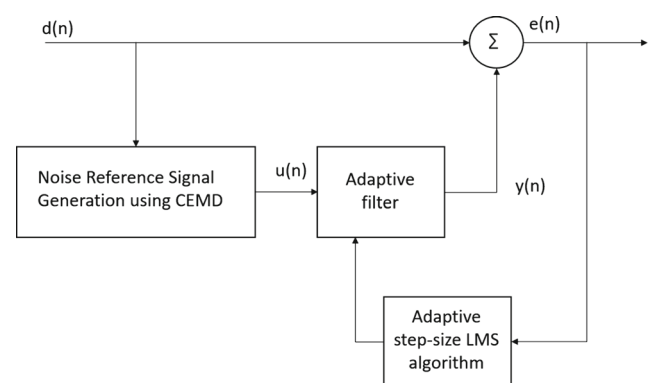 d(n)
Σ
e(n)
Noise Reference Signal
Generation using CEMD
u(n)
Adaptive
filter
y(n)
Adaptive
step-size LMS
algorithm